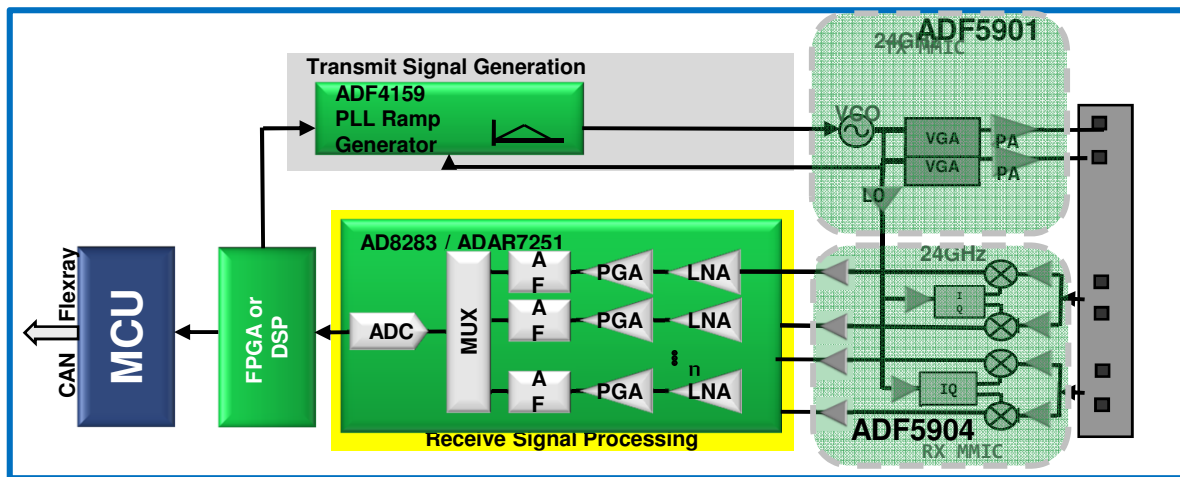 ADF5901
24GHz
TX MMIC
Transmit Signal Generation
ADF4159
PLL Ramp
Generator
VCO
VGA
PA
VGA
PA
LO
AD8283 / ADAR7251
24GHz
A
F
PGA
LNA
I
Q
A
F
PGA
LNA
n
A
F
PGA
LNA
IQ
MUX
ADC
FPGA or
DSP
MCU
CAN Flexray
ADF5904
Receive Signal Processing
RX MMIC